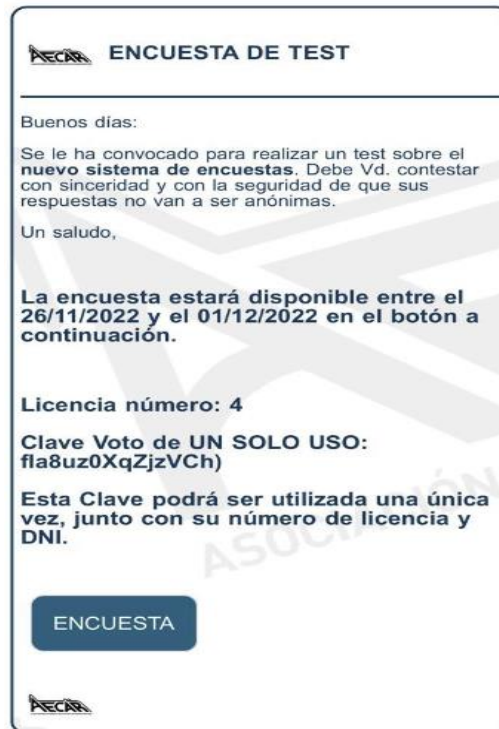 AECAR ENCUESTA DE TEST
Buenos días:
Se le ha convocado para realizar un test sobre el
nuevo sistema de encuestas. Debe Vd. contestar
con sinceridad y con la seguridad de que sus
respuestas no van a ser anónimas.
Un saludo,
La encuesta estará disponible entre el
26/11/2022 y el 01/12/2022 en el botón a
continuación.
Licencia número: 4
Clave Voto de UN SOLO USO:
fla8uz0XqZjzVCh)
Esta Clave podrá ser utilizada una única
vez, junto con su número de licencia y
DNI.
ASOCIACIÓN
ENCUESTA
AECAR